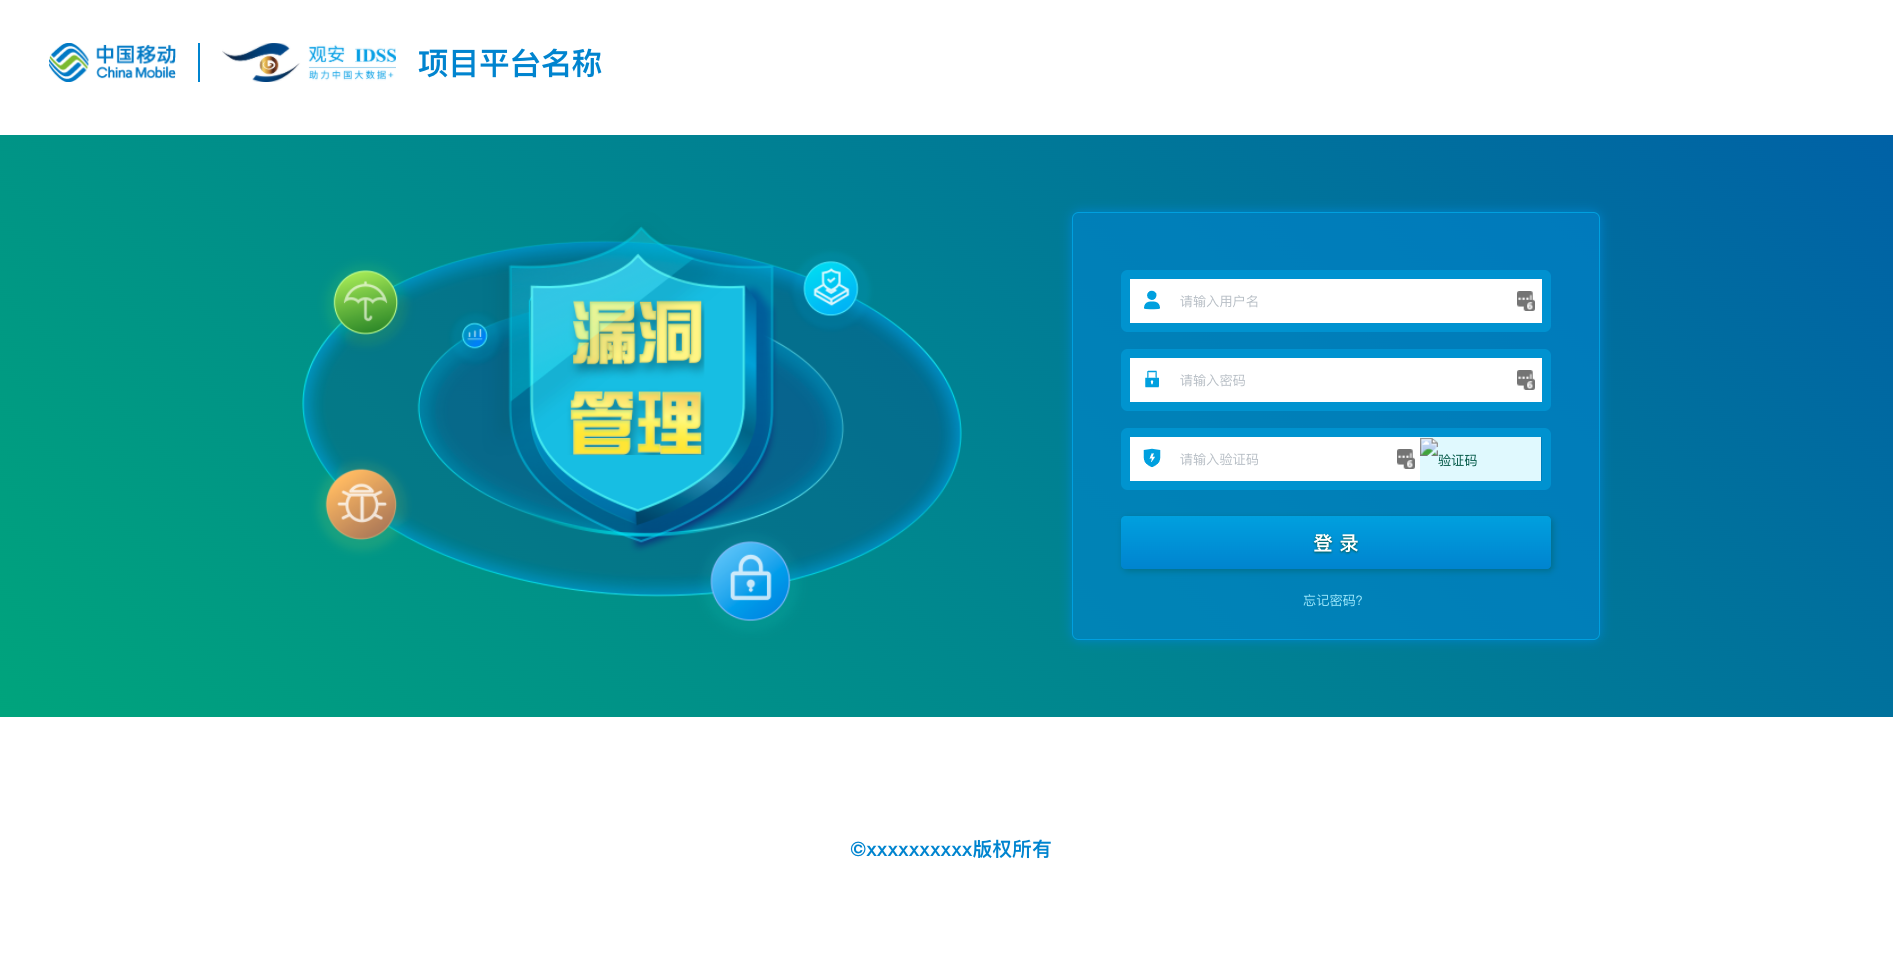 中国移动
China Mobile
观安 IDSS
助力中国大数据+
项目平台名称
漏洞
管理
请输入用户名
请输入密码
请输入验证码
验证码
登 录
忘记密码?
©xxxxxxxxxx版权所有